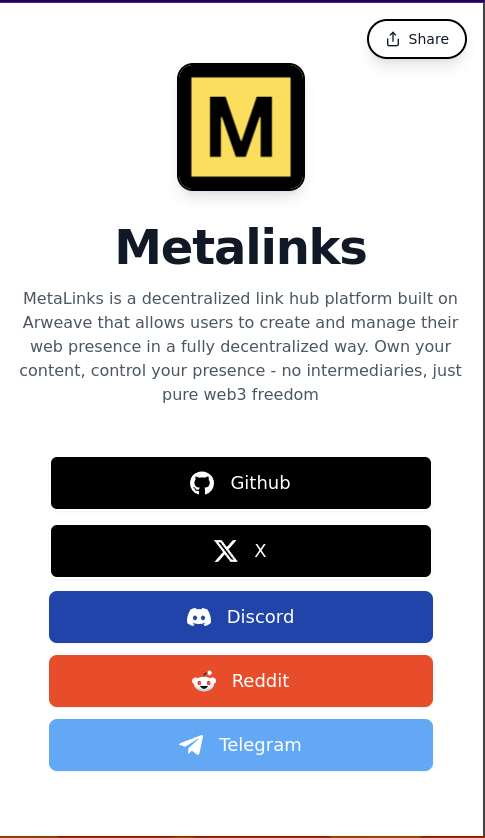 Share
M
Metalinks
MetaLinks is a decentralized link hub platform built on
Arweave that allows users to create and manage their
web presence in a fully decentralized way. Own your
content, control your presence - no intermediaries, just
pure web3 freedom
Github
X
Discord
Reddit
Telegram